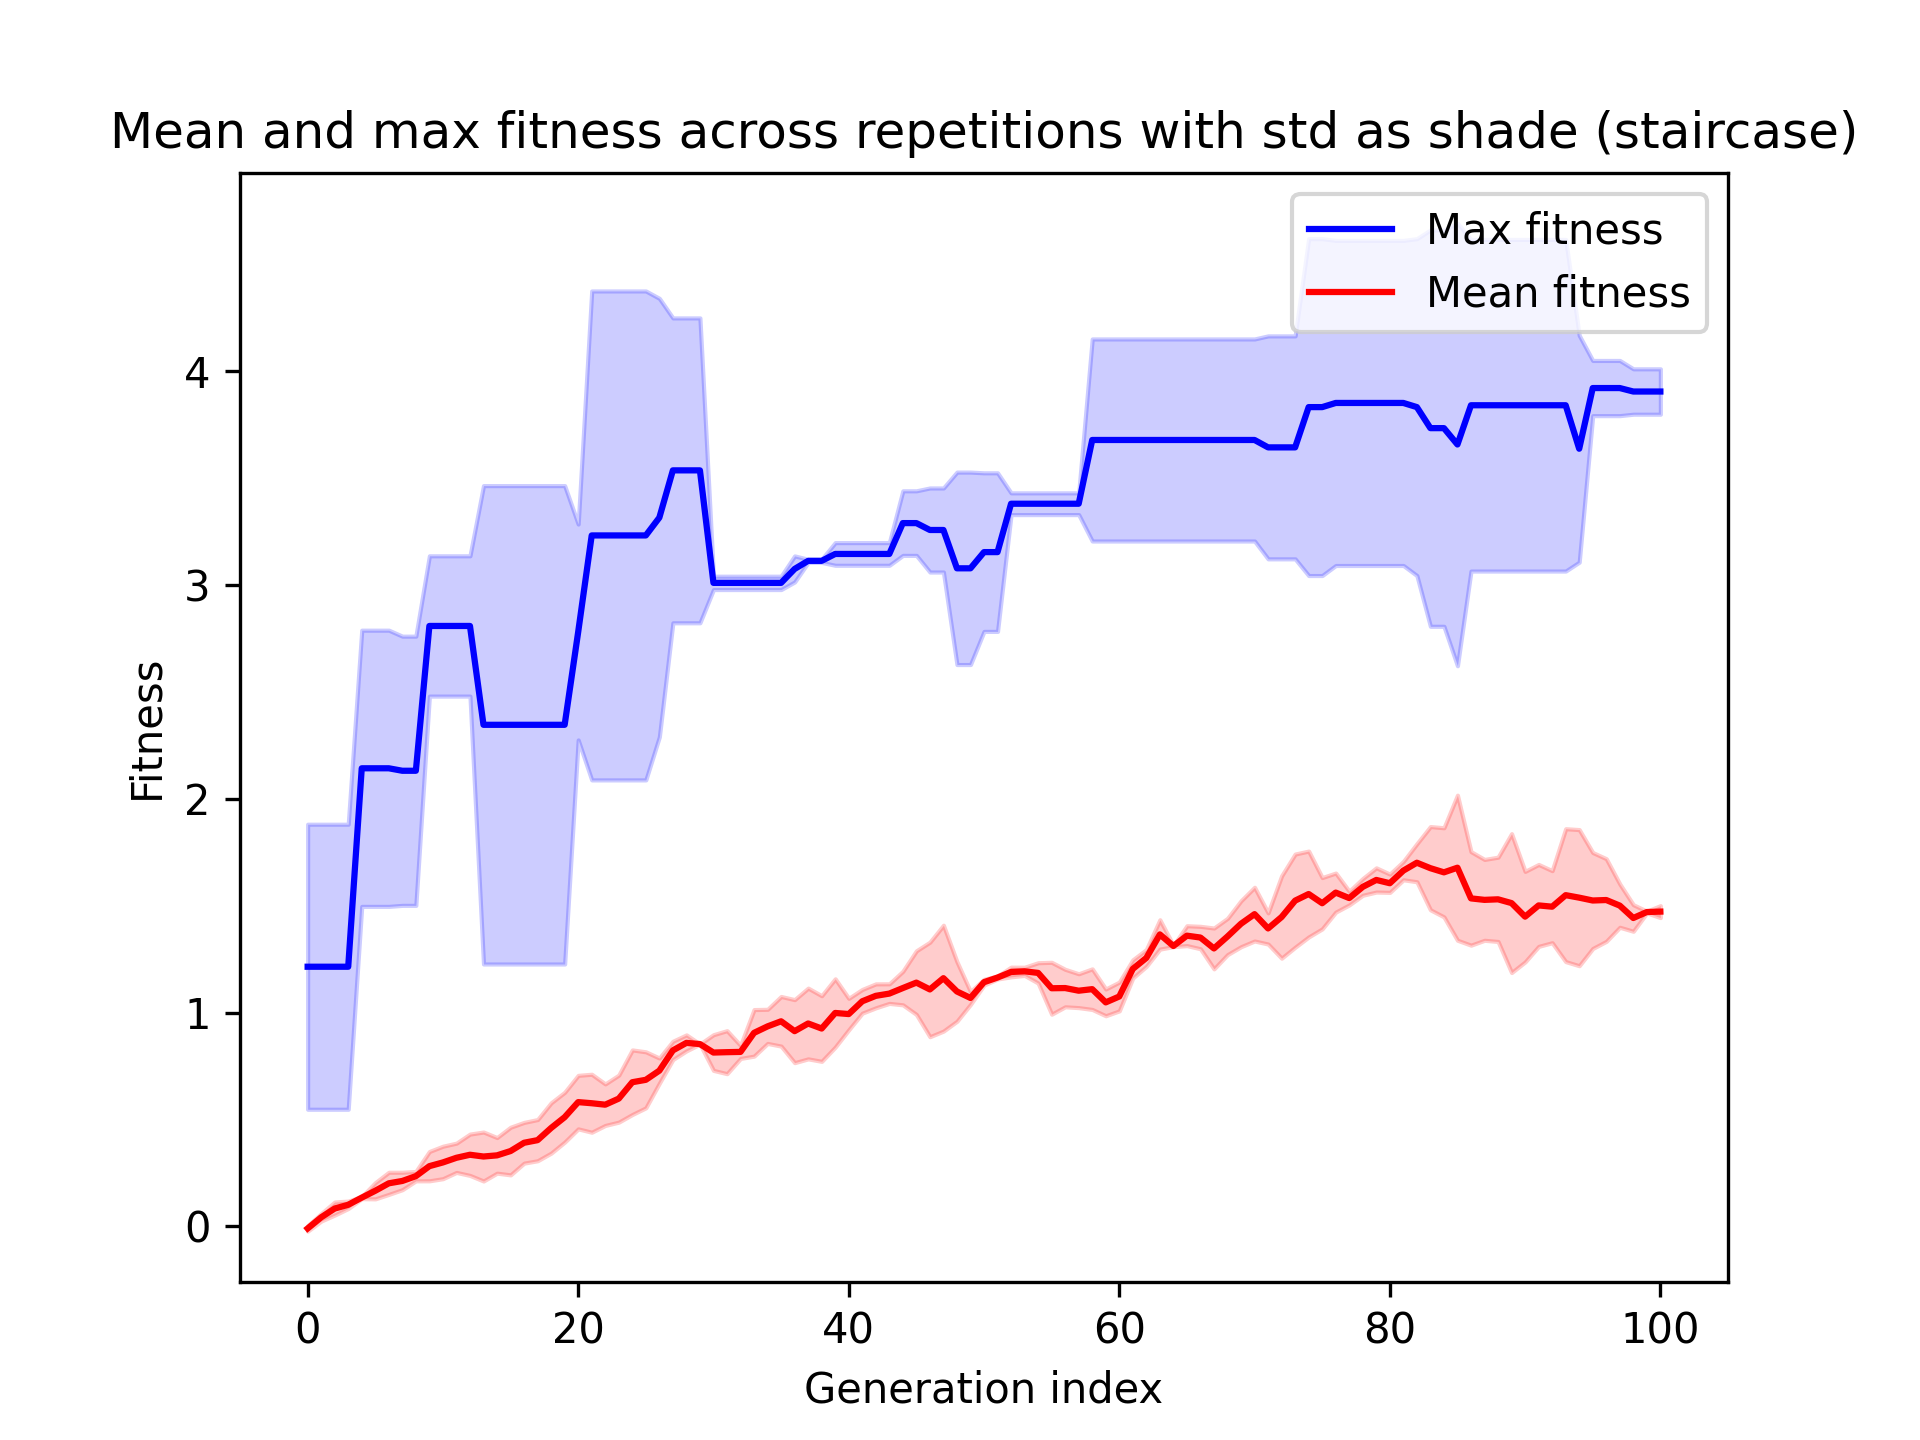 Mean and max fitness across repetitions with std as shade (staircase)
Max fitness
Mean fitness
Fitness
4
3
2
1
0
0 20 40 60 80 100
Generation index